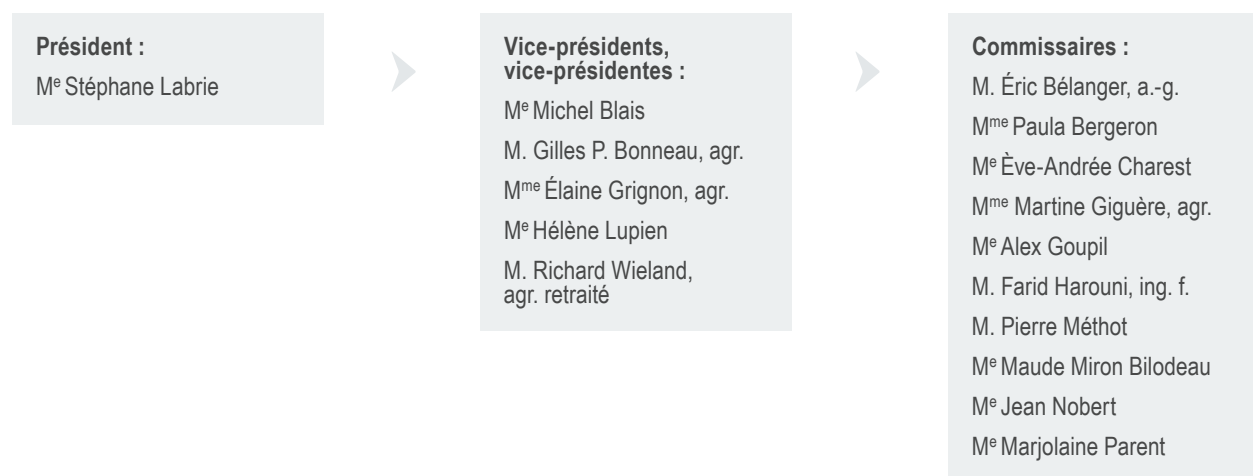 Président :
Mᵉ Stéphane Labrie
Vice-présidents,
vice-présidentes :
Mᵉ Michel Blais
M. Gilles P. Bonneau, agr.
Mᵐᵉ Élaine Grignon, agr.
Mᵉ Hélène Lupien
M. Richard Wieland,
agr. retraité
Commissaires :
M. Éric Bélanger, a.-g.
Mᵐᵉ Paula Bergeron
Mᵉ Ève-Andrée Charest
Mᵐᵉ Martine Giguère, agr.
Mᵉ Alex Goupil
M. Farid Harouni, ing. f.
M. Pierre Méthot
Mᵉ Maude Miron Bilodeau
Mᵉ Jean Nobert
Mᵉ Marjolaine Parent